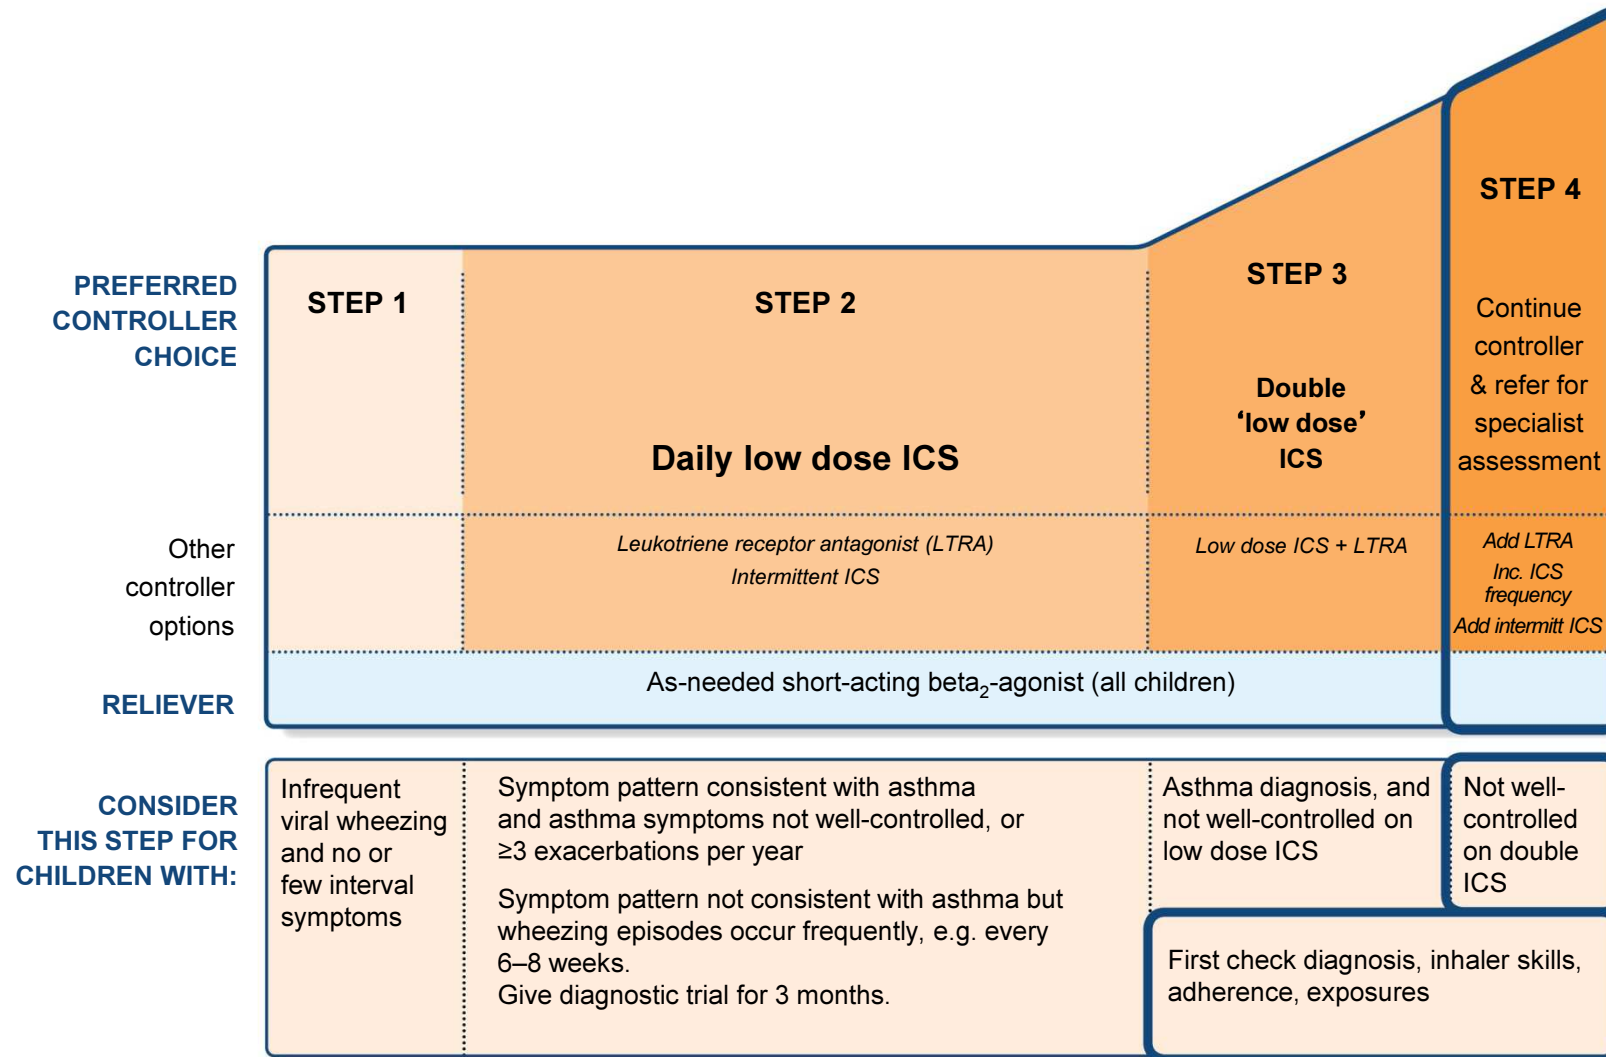 PREFERRED
CONTROLLER
CHOICE
STEP 1
STEP 2
Daily low dose ICS
STEP 3
Double
‘low dose’
ICS
STEP 4
Continue
controller
& refer for
specialist
assessment
Other
controller
options
Leukotriene receptor antagonist (LTRA)
Intermittent ICS
Low dose ICS + LTRA
Add LTRA
Inc. ICS
frequency
Add intermitt ICS
RELIEVER
As-needed short-acting beta₂-agonist (all children)
CONSIDER
THIS STEP FOR
CHILDREN WITH:
Infrequent
viral wheezing
and no or
few interval
symptoms
Symptom pattern consistent with asthma
and asthma symptoms not well-controlled, or
≥3 exacerbations per year
Symptom pattern not consistent with asthma but
wheezing episodes occur frequently, e.g. every
6–8 weeks.
Give diagnostic trial for 3 months.
Asthma diagnosis, and
not well-controlled on
low dose ICS
Not well-
controlled
on double
ICS
First check diagnosis, inhaler skills,
adherence, exposures